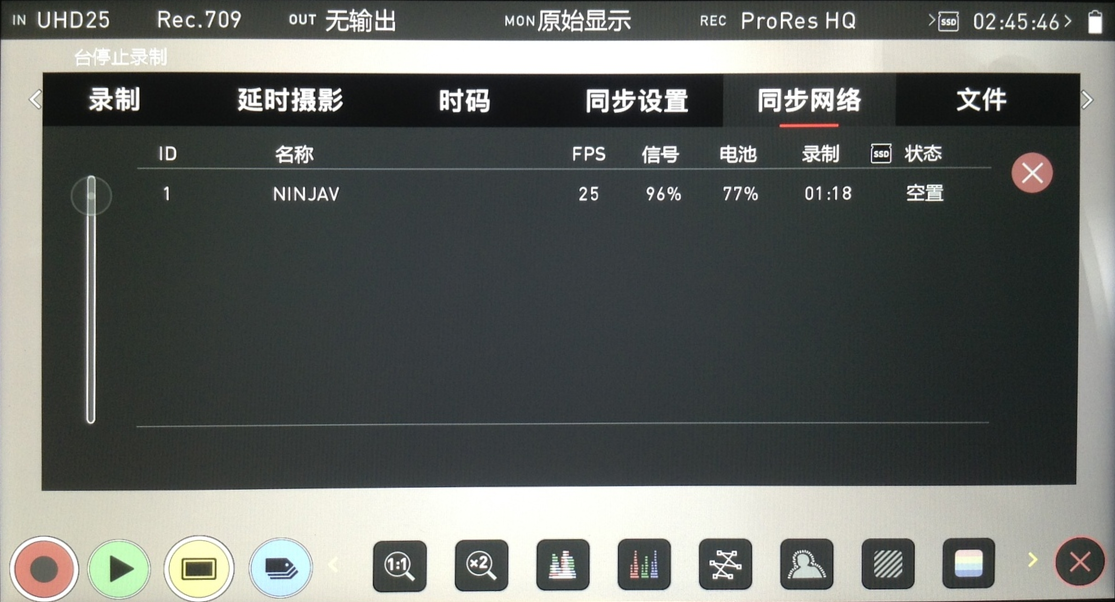 IN UHD25 Rec.709 OUT 无输出 MON 原始显示 REC ProRes HQ >SSD 02:45:46>
台停止录制
录制 延时摄影 时码 同步设置 同步网络 文件
ID 名称 FPS 信号 电池 录制 SSD 状态
1 NINJAV 25 96% 77% 01:18 空置
1:1 ×2